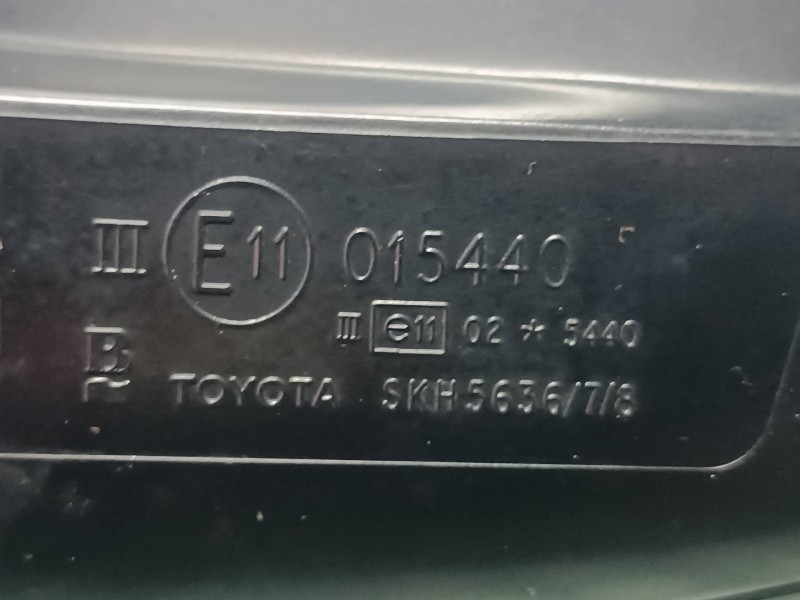 III E11 015440
III e11 02 * 5440
B
TOYOTA SKH5636/7/8